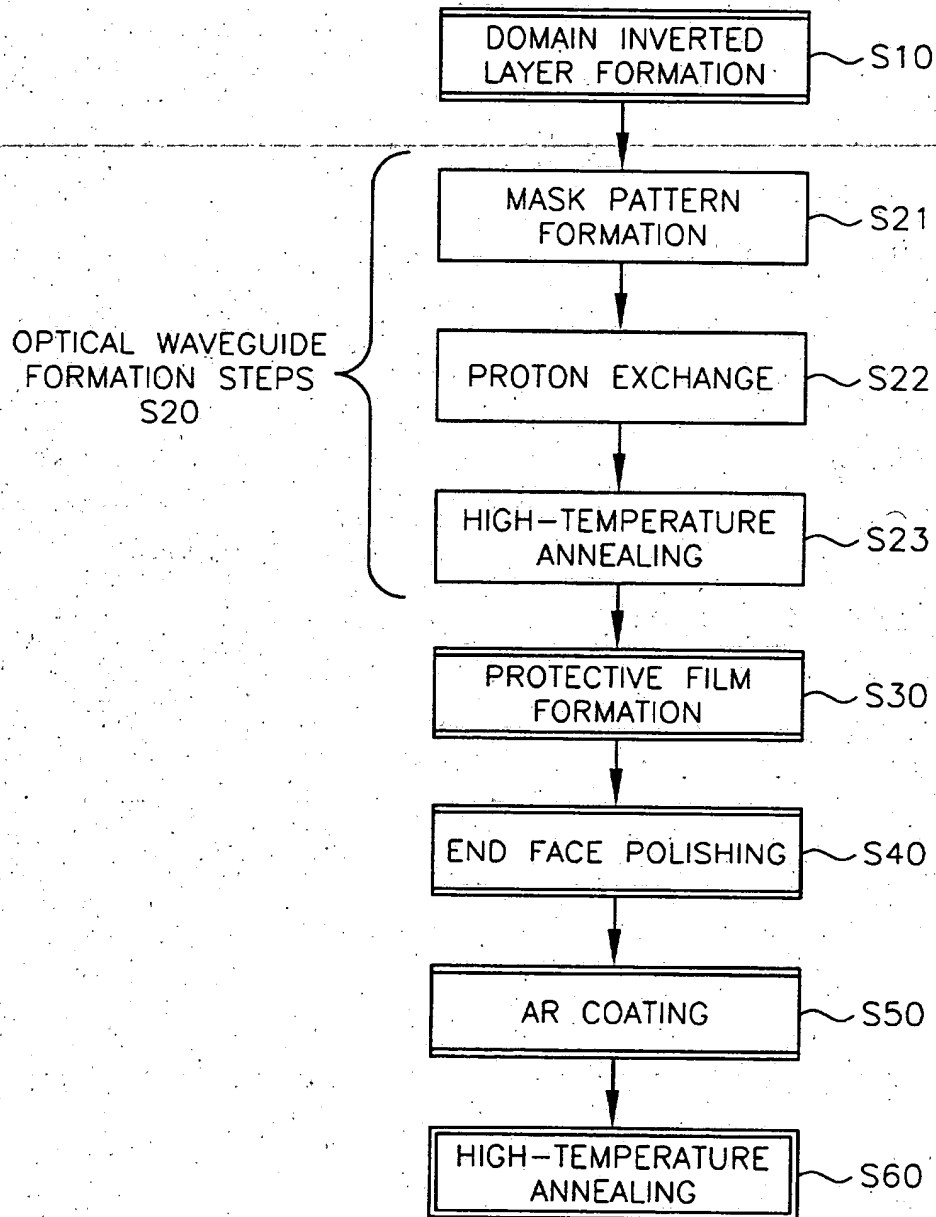 DOMAIN INVERTED
LAYER FORMATION
S10
MASK PATTERN
FORMATION
S21
OPTICAL WAVEGUIDE
FORMATION STEPS
S20
PROTON EXCHANGE
S22
HIGH-TEMPERATURE
ANNEALING
S23
PROTECTIVE FILM
FORMATION
S30
END FACE POLISHING
S40
AR COATING
S50
HIGH-TEMPERATURE
ANNEALING
S60